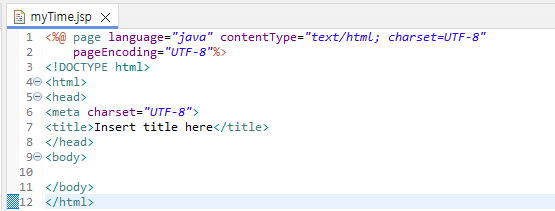 myTime.jsp
1 <%@ page language="java" contentType="text/html; charset=UTF-8"
2     pageEncoding="UTF-8"%>
3 <!DOCTYPE html>
4 <html>
5 <head>
6 <meta charset="UTF-8">
7 <title>Insert title here</title>
8 </head>
9 <body>
10
11 </body>
12 </html>